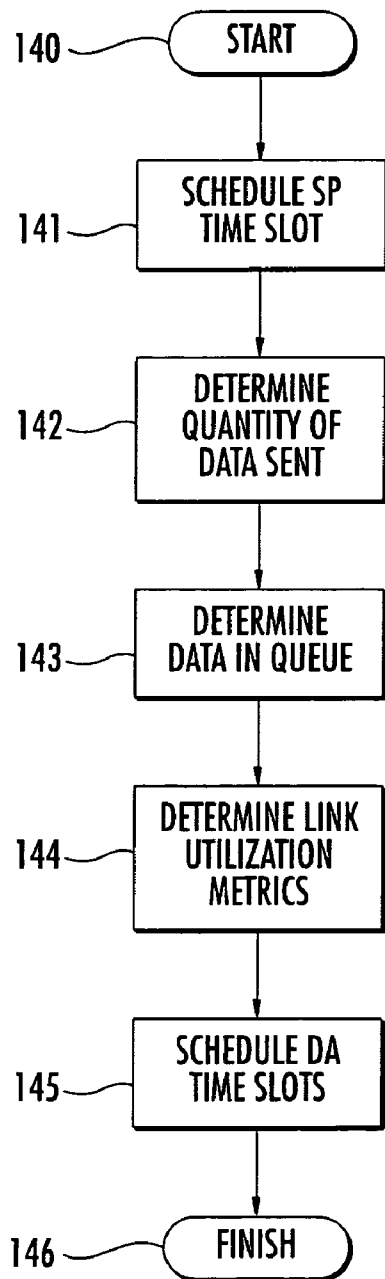 140
START
141
SCHEDULE SP
TIME SLOT
142
DETERMINE
QUANTITY OF
DATA SENT
143
DETERMINE
DATA IN QUEUE
144
DETERMINE LINK
UTILIZATION
METRICS
145
SCHEDULE DA
TIME SLOTS
146
FINISH